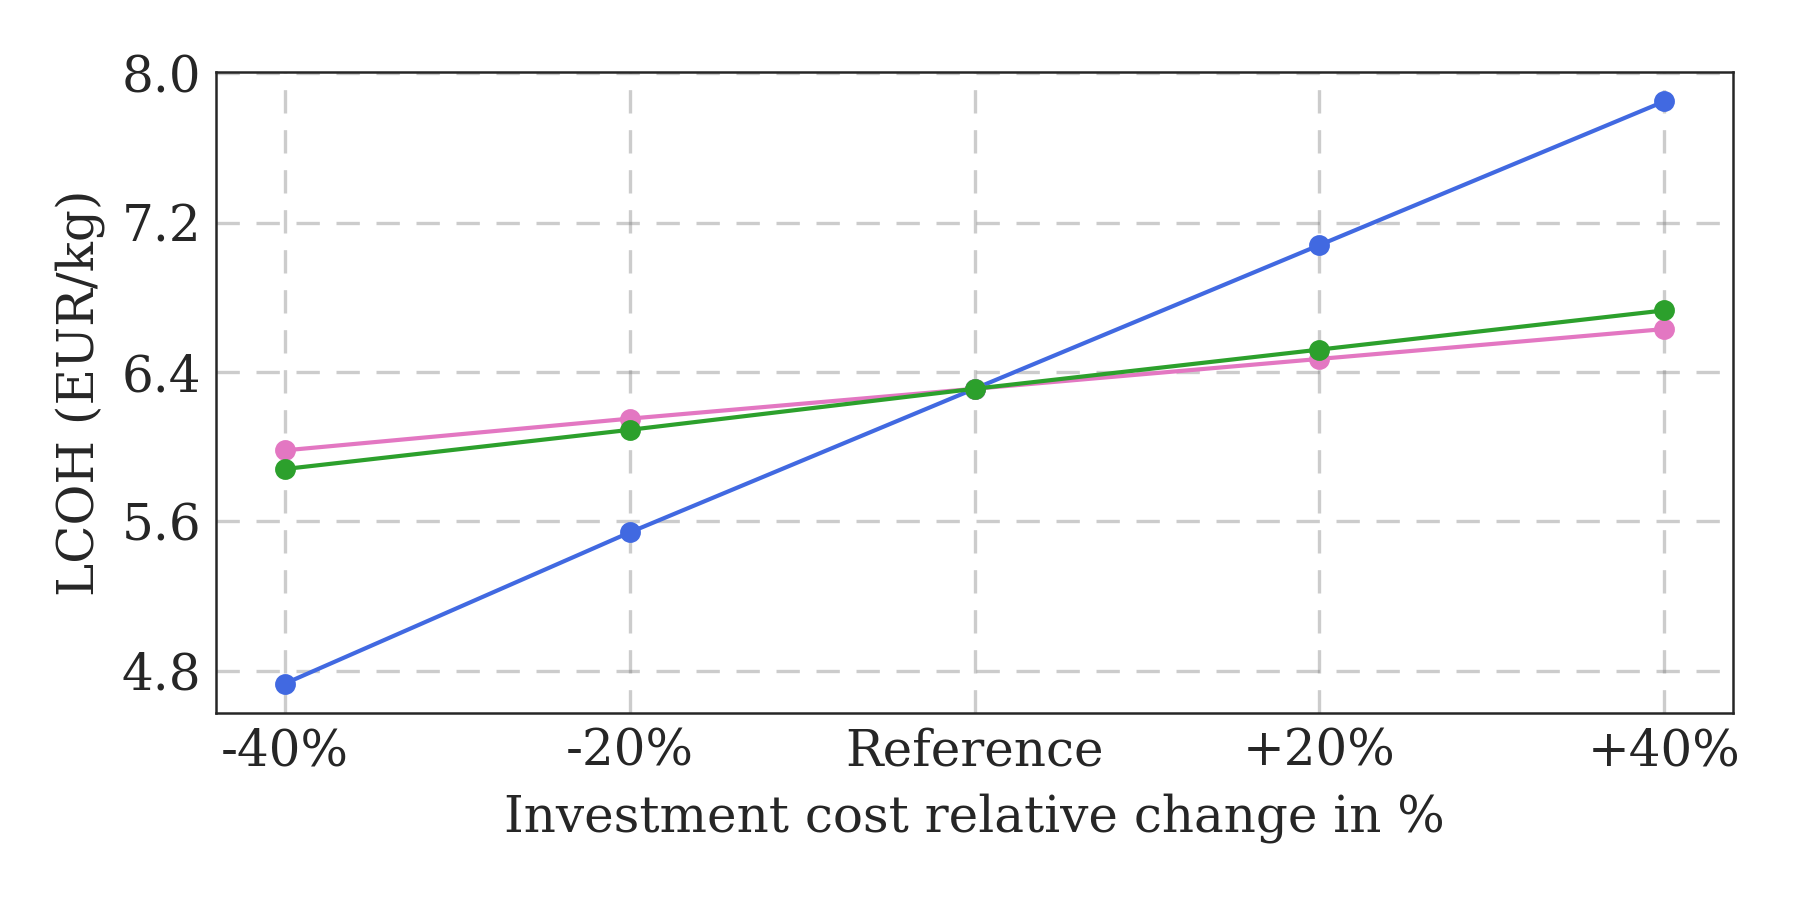 8.0
7.2
6.4
5.6
4.8
LCOH (EUR/kg)
-40% -20% Reference +20% +40%
Investment cost relative change in %